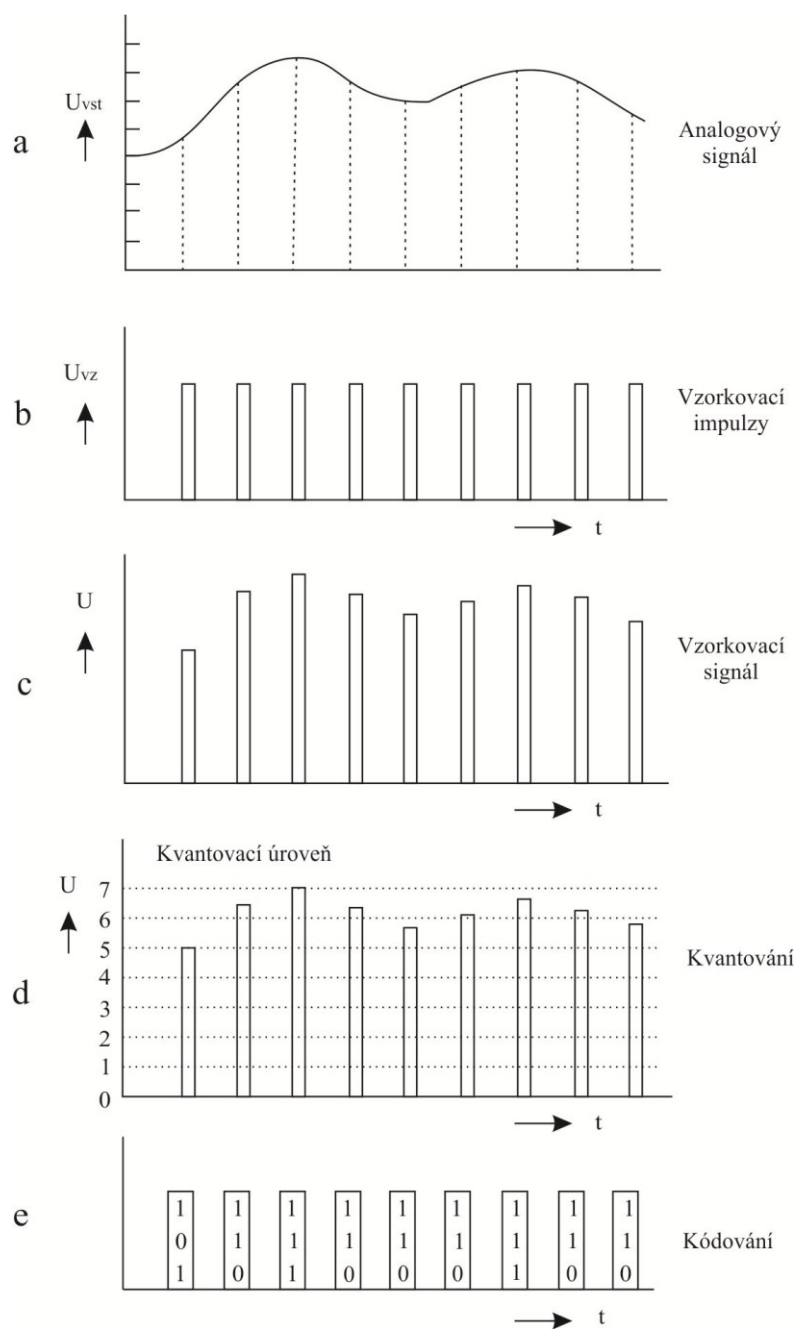 Uvst
a
Analogový
signál
Uvz
b
Vzorkovací
impulzy
t
U
c
Vzorkovací
signál
t
Kvantovací úroveň
U
7
6
5
4
3
2
1
0
d
Kvantování
t
e
1 1 1 1 1 1 1 1 1
0 1 1 1 1 1 1 1 1
1 0 1 0 0 0 1 0 0
Kódování
t